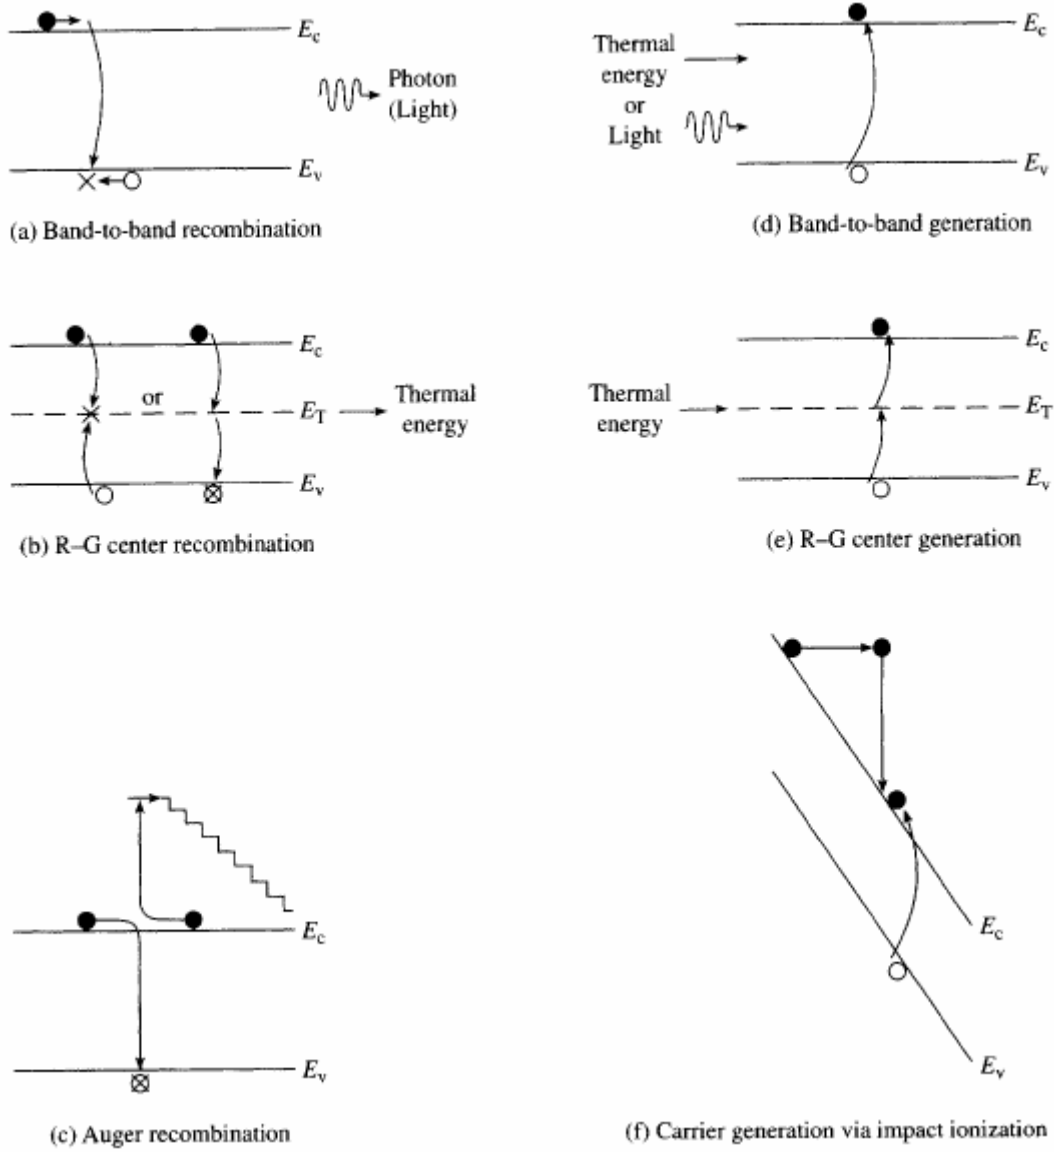 E_c
Photon
(Light)
E_v
(a) Band-to-band recombination
Thermal
energy
or
Light
E_c
E_v
(d) Band-to-band generation
E_c
or
E_T
Thermal
energy
E_v
(b) R–G center recombination
Thermal
energy
E_c
E_T
E_v
(e) R–G center generation
E_c
E_v
(c) Auger recombination
E_c
E_v
(f) Carrier generation via impact ionization